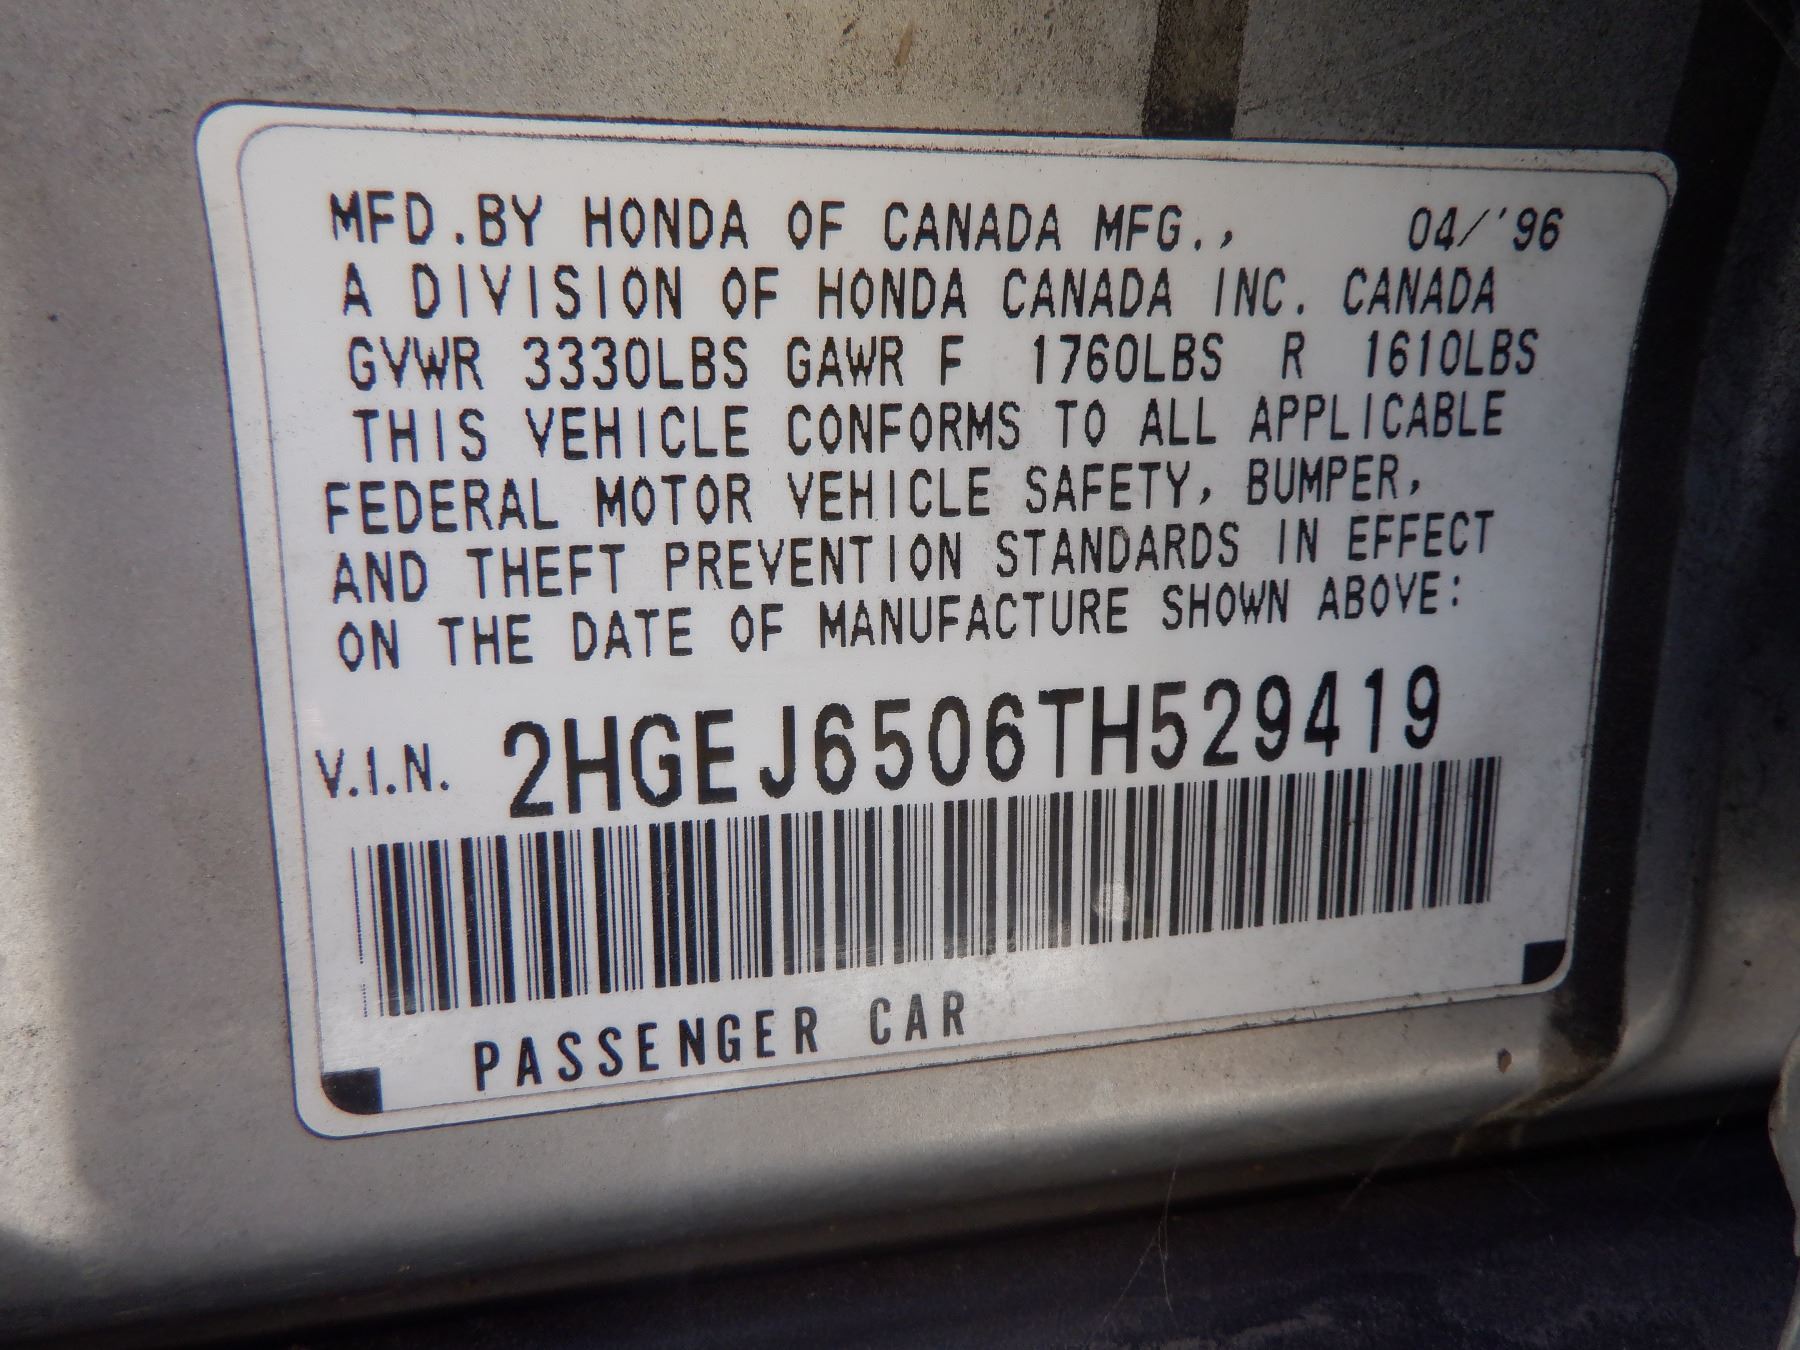 MFD.BY HONDA OF CANADA MFG., 04/'96
A DIVISION OF HONDA CANADA INC. CANADA
GVWR 3330LBS GAWR F 1760LBS R 1610LBS
THIS VEHICLE CONFORMS TO ALL APPLICABLE
FEDERAL MOTOR VEHICLE SAFETY, BUMPER,
AND THEFT PREVENTION STANDARDS IN EFFECT
ON THE DATE OF MANUFACTURE SHOWN ABOVE:
V.I.N. 2HGEJ6506TH529419
PASSENGER CAR